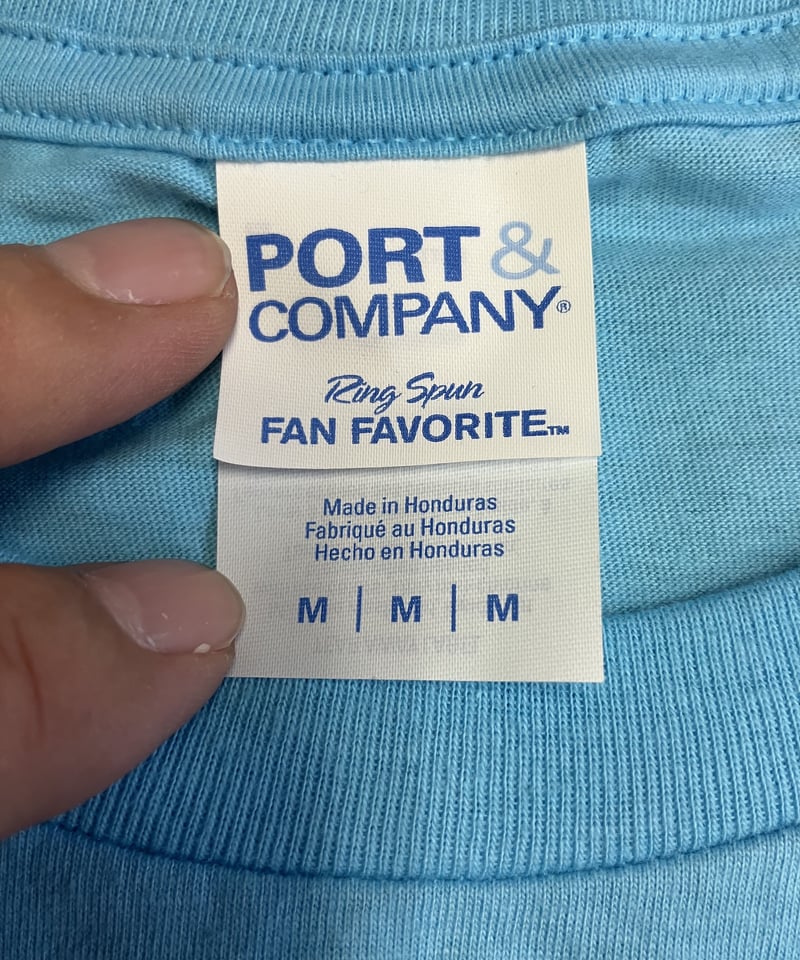 PORT &
COMPANY®
Ring Spun
FAN FAVORITE™
Made in Honduras
Fabriqué au Honduras
Hecho en Honduras
M | M | M